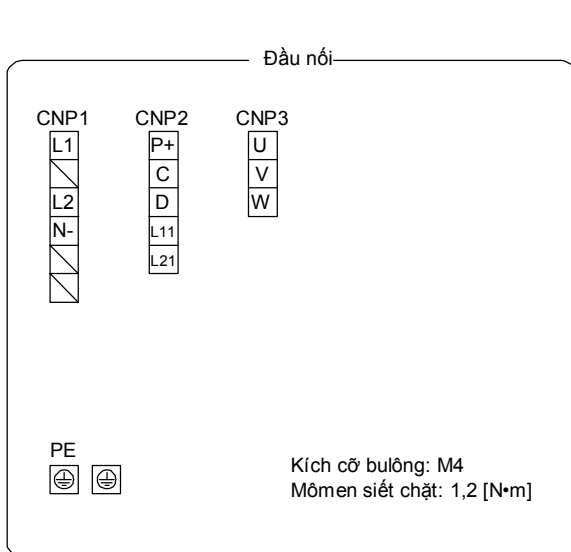 Đầu nối
CNP1 CNP2 CNP3
L1 P+ U
C V
L2 D W
N- L11
L21
PE
Kích cỡ bulông: M4
Mômen siết chặt: 1,2 [N•m]